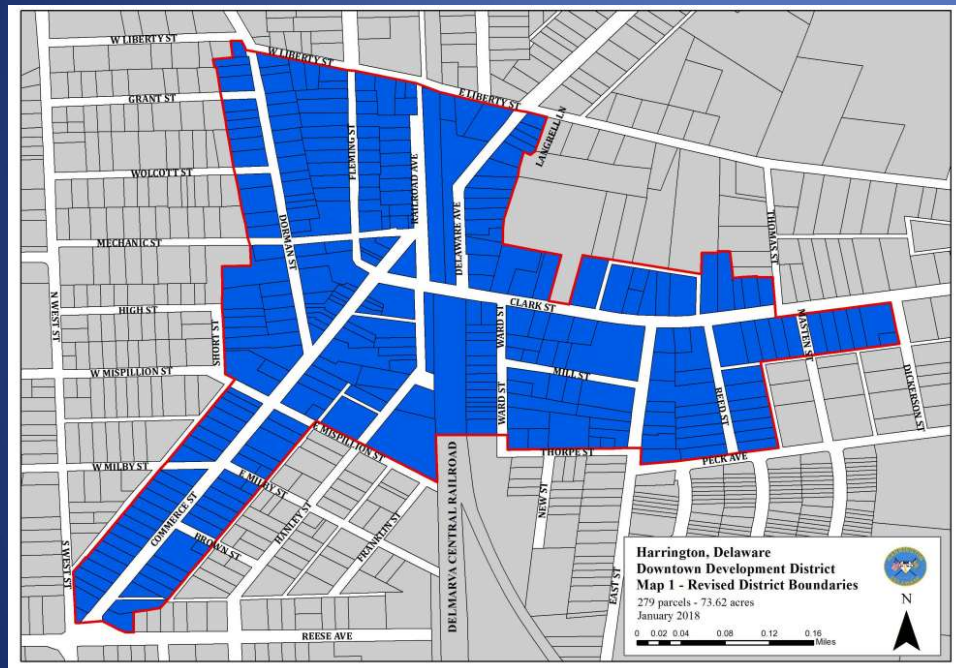 W LIBERTY ST
W LIBERTY ST
GRANT ST
E LIBERTY ST
LANGRELL LN
FLEMING ST
RAILROAD AVE
WOLCOTT ST
DORMAN ST
DELAWARE AVE
THOMAS ST
MECHANIC ST
N WEST ST
HIGH ST
SHORT ST
CLARK ST
WARD ST
MASTEN ST
W MISPILLION ST
MILL ST
DICKERSON ST
REED ST
WARD ST
E MISPILLION ST
THORPE ST
PECK AVE
W MILBY ST
E MILBY ST
COMMERCE ST
HANLEY ST
NEW ST
FRANKLIN ST
BROWN ST
S WEST ST
DELMARVA CENTRAL RAILROAD
EAST ST
REESE AVE
Harrington, Delaware
Downtown Development District
Map 1 - Revised District Boundaries
279 parcels - 73.62 acres
January 2018
N
0 0.02 0.04 0.08 0.12 0.16
Miles